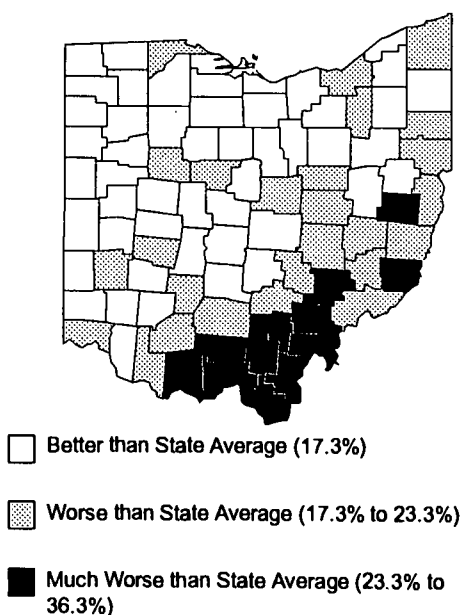 Better than State Average (17.3%)
Worse than State Average (17.3% to 23.3%)
Much Worse than State Average (23.3% to
36.3%)